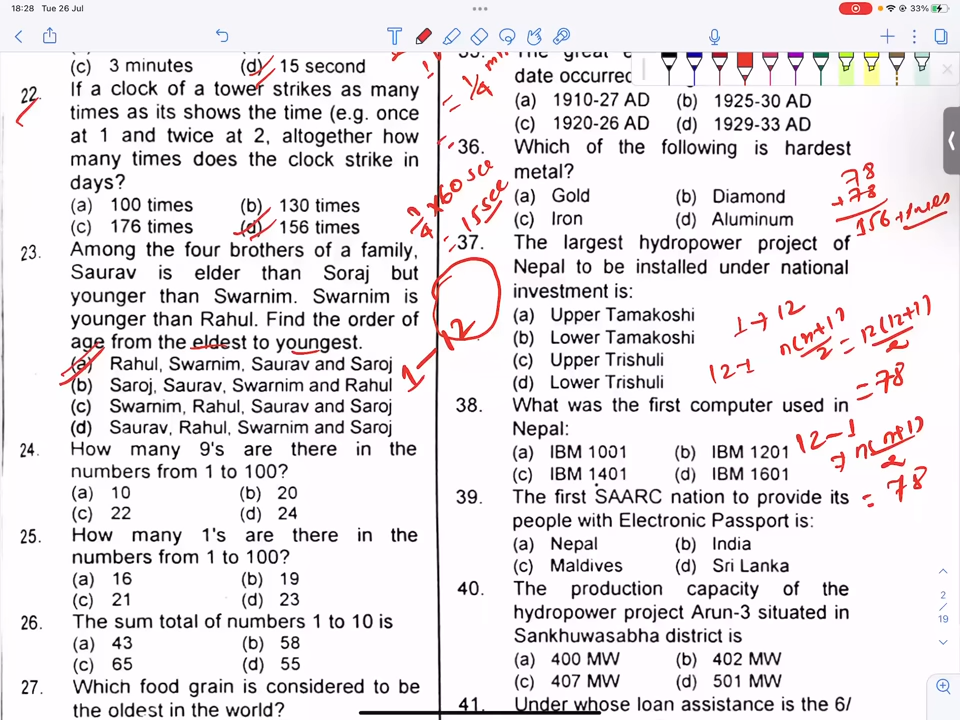 18:28 Tue 26 Jul
33%
(c) 3 minutes (d) 15 second
22. If a clock of a tower strikes as many
times as its shows the time (e.g. once
at 1 and twice at 2, altogether how
many times does the clock strike in
days?
(a) 100 times (b) 130 times
(c) 176 times (d) 156 times
23. Among the four brothers of a family,
Saurav is elder than Soraj but
younger than Swarnim. Swarnim is
younger than Rahul. Find the order of
age from the eldest to youngest.
(a) Rahul, Swarnim, Saurav and Saroj
(b) Saroj, Saurav, Swarnim and Rahul
(c) Swarnim, Rahul, Saurav and Saroj
(d) Saurav, Rahul, Swarnim and Saroj
24. How many 9's are there in the
numbers from 1 to 100?
(a) 10 (b) 20
(c) 22 (d) 24
25. How many 1's are there in the
numbers from 1 to 100?
(a) 16 (b) 19
(c) 21 (d) 23
26. The sum total of numbers 1 to 10 is
(a) 43 (b) 58
(c) 65 (d) 55
27. Which food grain is considered to be
the oldest in the world?
= 1/4 min
× 60 sec
= 15 sec
1 - 12
The great
date occurred
(a) 1910-27 AD (b) 1925-30 AD
(c) 1920-26 AD (d) 1929-33 AD
36. Which of the following is hardest
metal?
(a) Gold (b) Diamond
(c) Iron (d) Aluminum
37. The largest hydropower project of
Nepal to be installed under national
investment is:
(a) Upper Tamakoshi
(b) Lower Tamakoshi
(c) Upper Trishuli
(d) Lower Trishuli
38. What was the first computer used in
Nepal:
(a) IBM 1001 (b) IBM 1201
(c) IBM 1401 (d) IBM 1601
39. The first SAARC nation to provide its
people with Electronic Passport is:
(a) Nepal (b) India
(c) Maldives (d) Sri Lanka
40. The production capacity of the
hydropower project Arun-3 situated in
Sankhuwasabha district is
(a) 400 MW (b) 402 MW
(c) 407 MW (d) 501 MW
41. Under whose loan assistance is the 6/
78
+78
156 times
1 → 12
12-1 n(n+1)/2 = 12(12+1)/2
= 78
12-1
n(n+1)/2
= 78
2
/
19